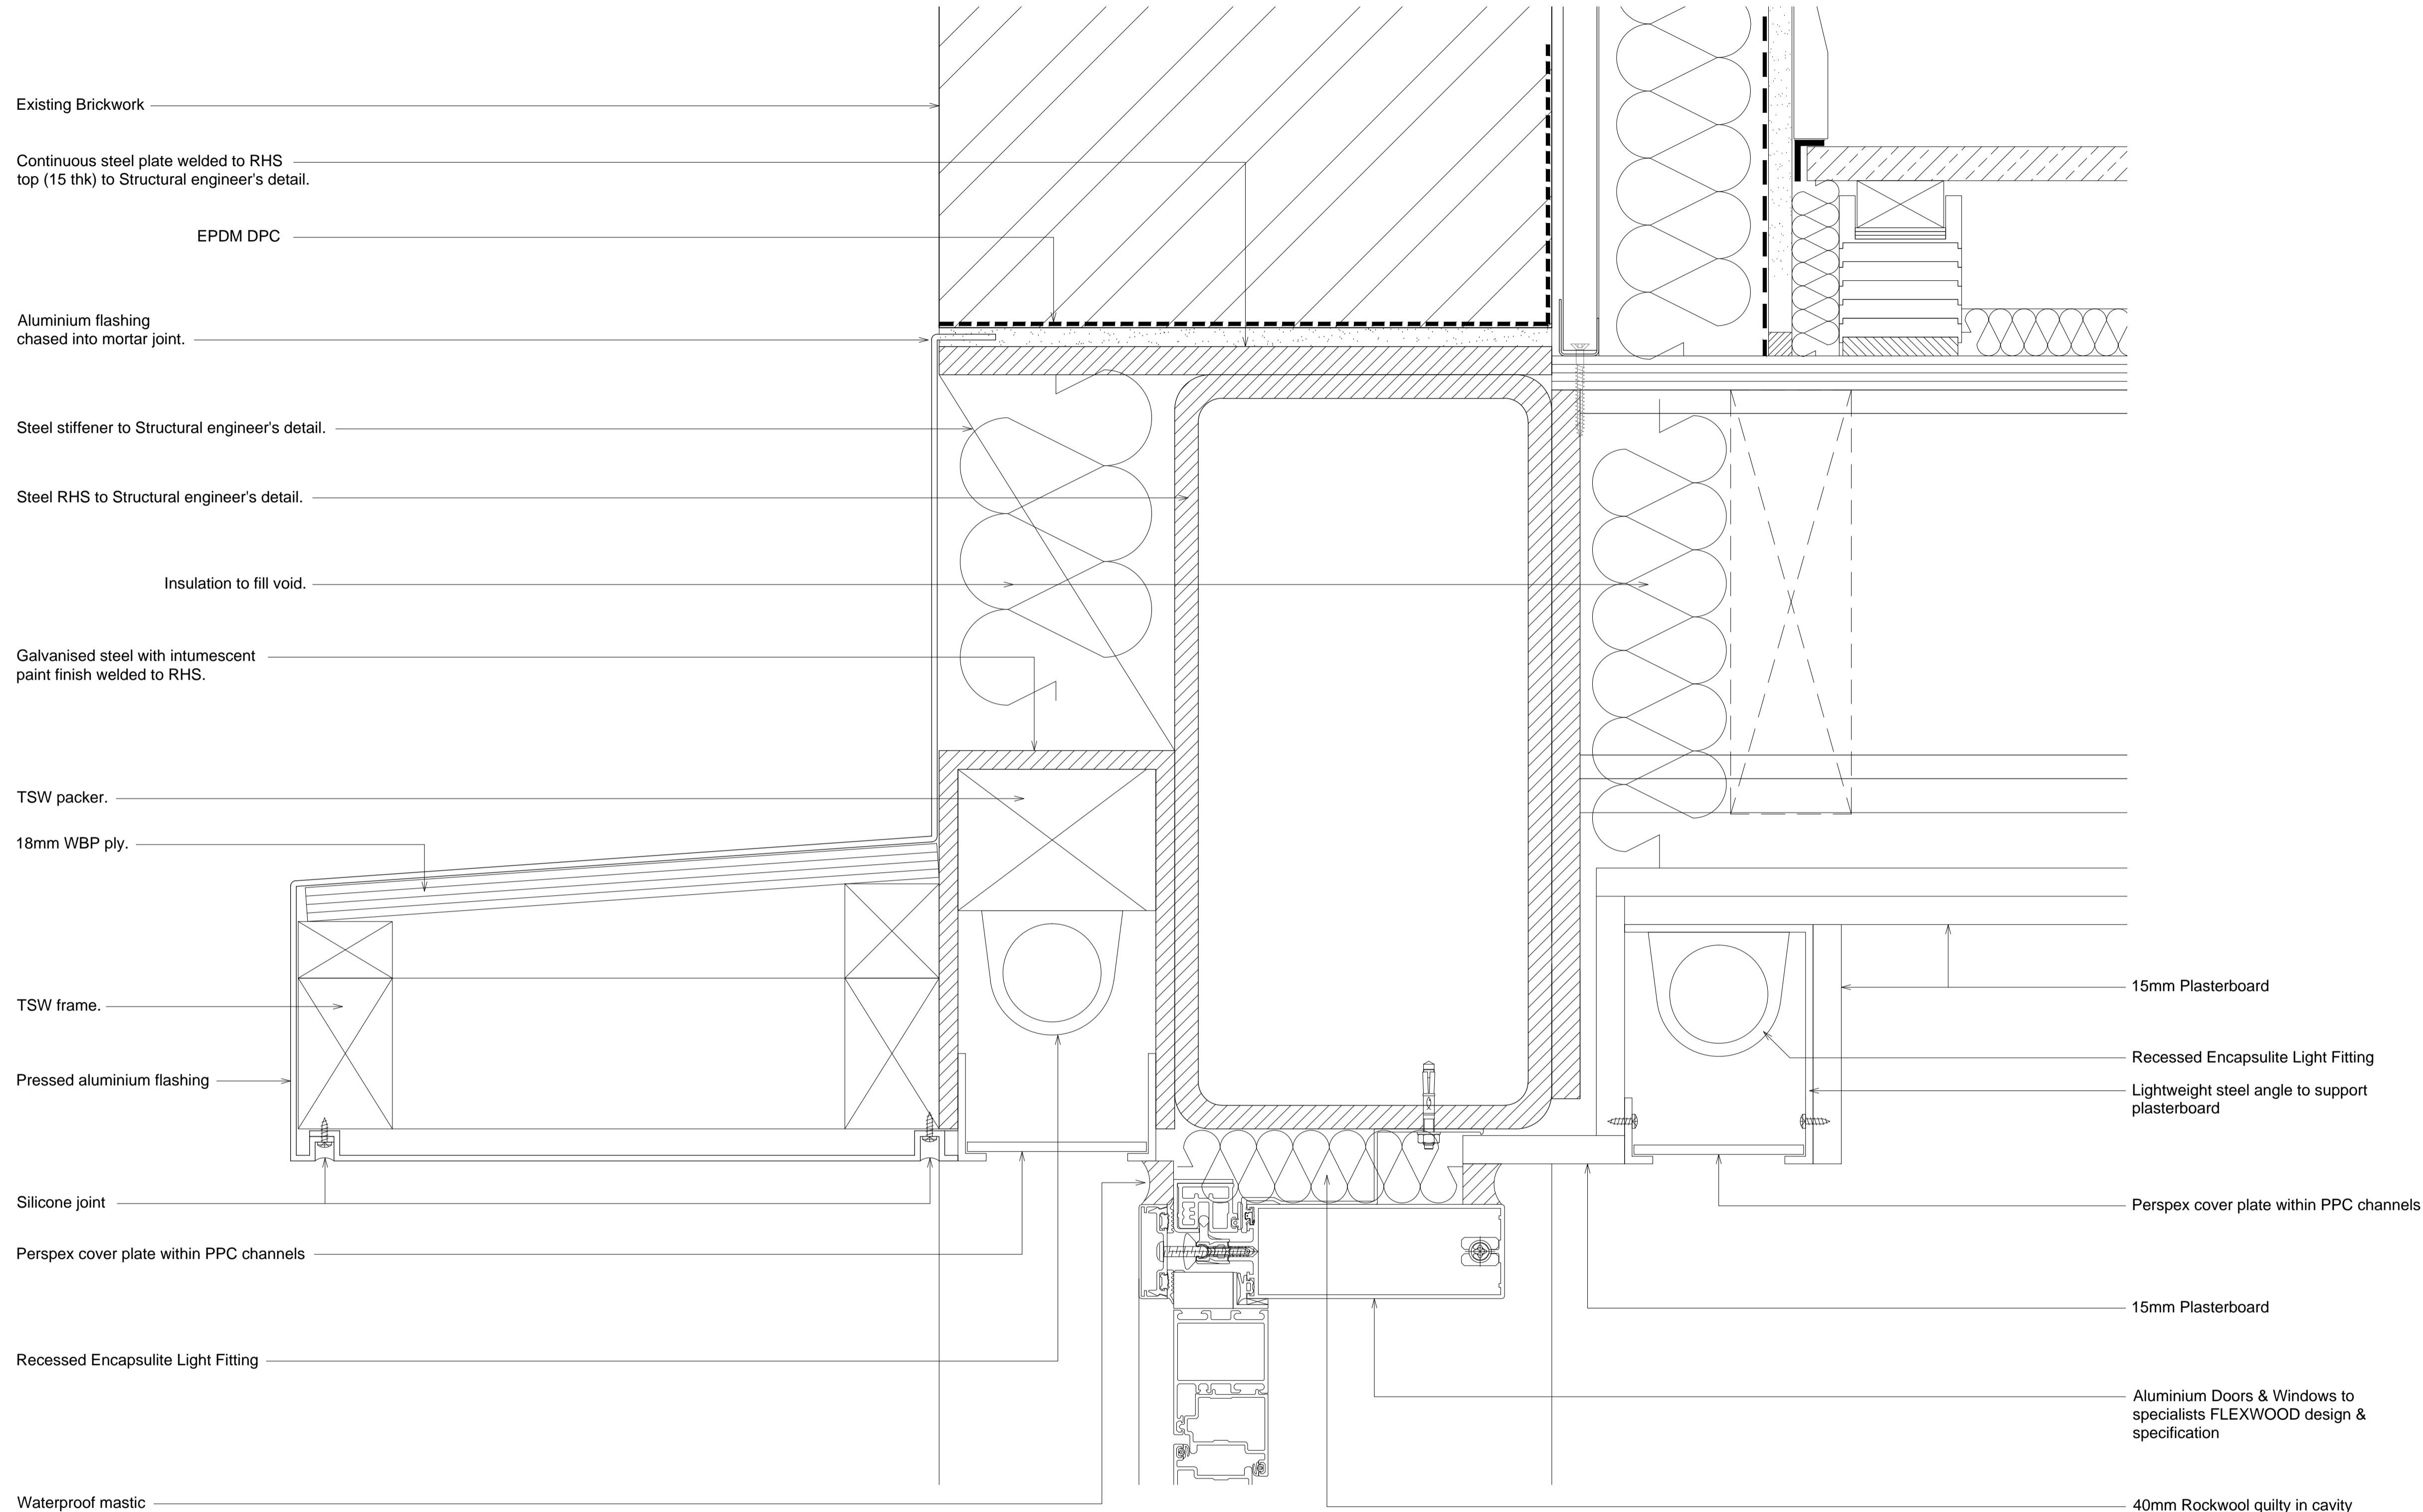 Existing Brickwork
Continuous steel plate welded to RHS
top (15 thk) to Structural engineer's detail.
EPDM DPC
Aluminium flashing
chased into mortar joint.
Steel stiffener to Structural engineer's detail.
Steel RHS to Structural engineer's detail.
Insulation to fill void.
Galvanised steel with intumescent
paint finish welded to RHS.
TSW packer.
18mm WBP ply.
TSW frame.
Pressed aluminium flashing
Silicone joint
Perspex cover plate within PPC channels
Recessed Encapsulite Light Fitting
Waterproof mastic
15mm Plasterboard
Recessed Encapsulite Light Fitting
Lightweight steel angle to support
plasterboard
Perspex cover plate within PPC channels
15mm Plasterboard
Aluminium Doors & Windows to
specialists FLEXWOOD design &
specification
40mm Rockwool quilty in cavity